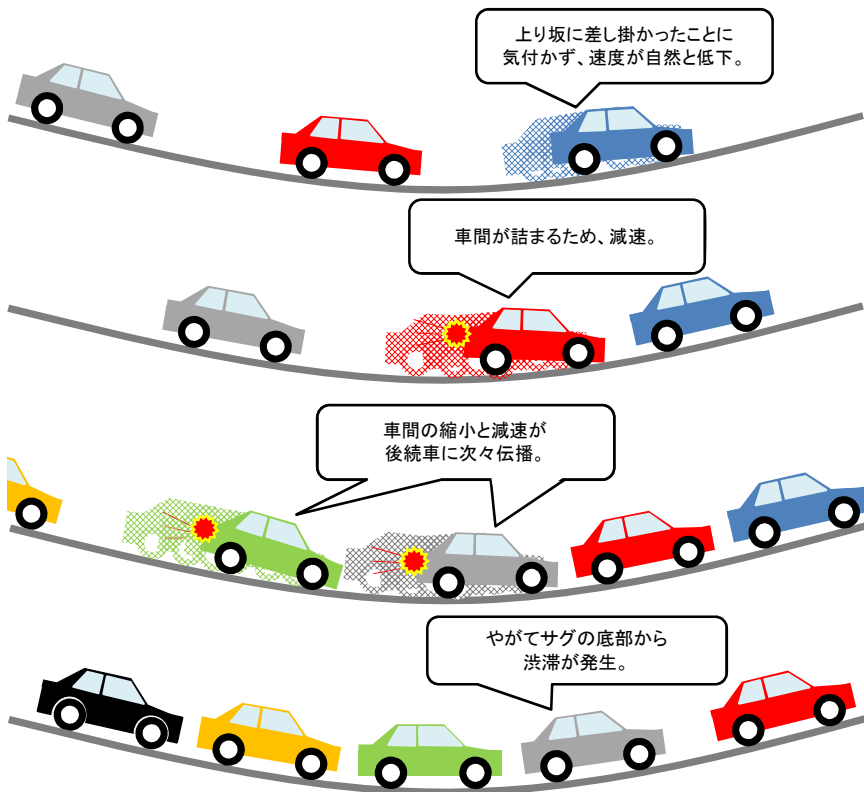 上り坂に差し掛かったことに
気付かず、速度が自然と低下。
車間が詰まるため、減速。
車間の縮小と減速が
後続車に次々伝播。
やがてサグの底部から
渋滞が発生。